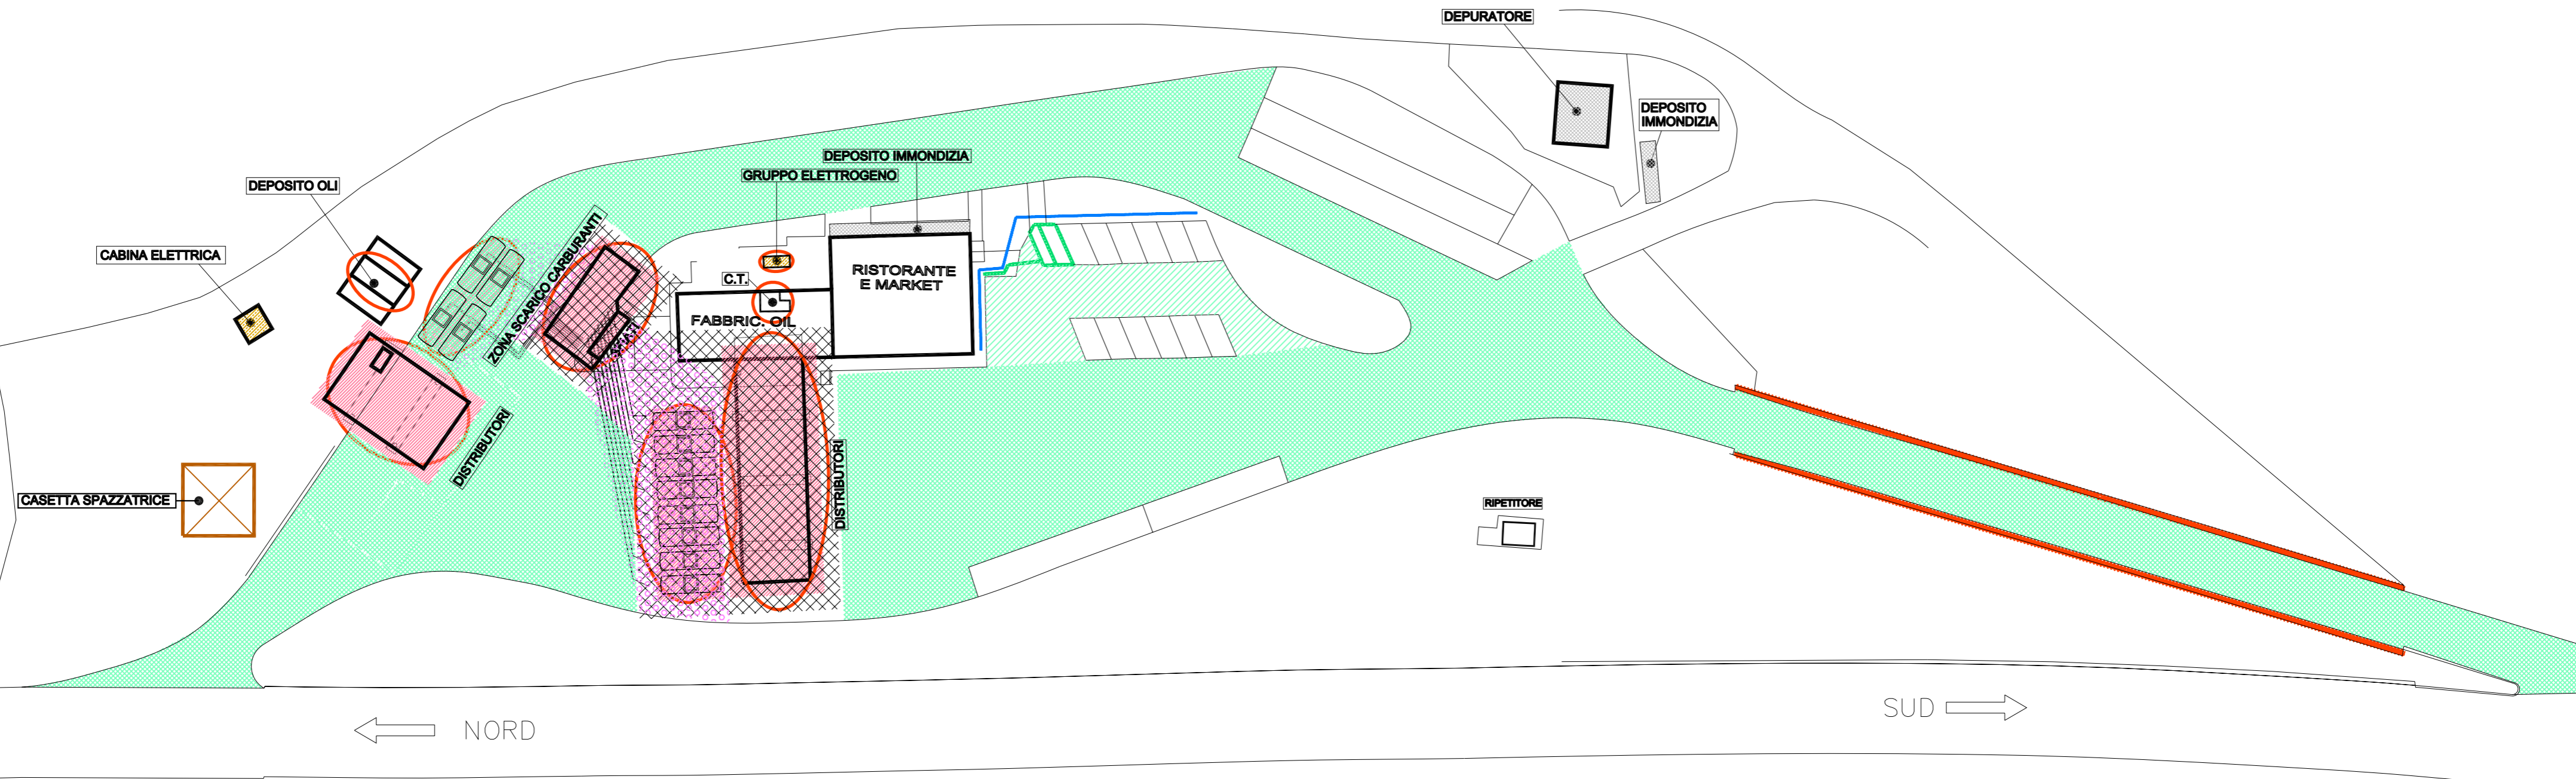 DEPURATORE
DEPOSITO
IMMONDIZIA
DEPOSITO IMMONDIZIA
GRUPPO ELETTROGENO
DEPOSITO OLI
CABINA ELETTRICA
ZONA SCARICO CARBURANTI
C.T.
RISTORANTE
E MARKET
FABBRIC. OIL
SFIATI
DISTRIBUTORI
DISTRIBUTORI
CASETTA SPAZZATRICE
RIPETITORE
NORD
SUD